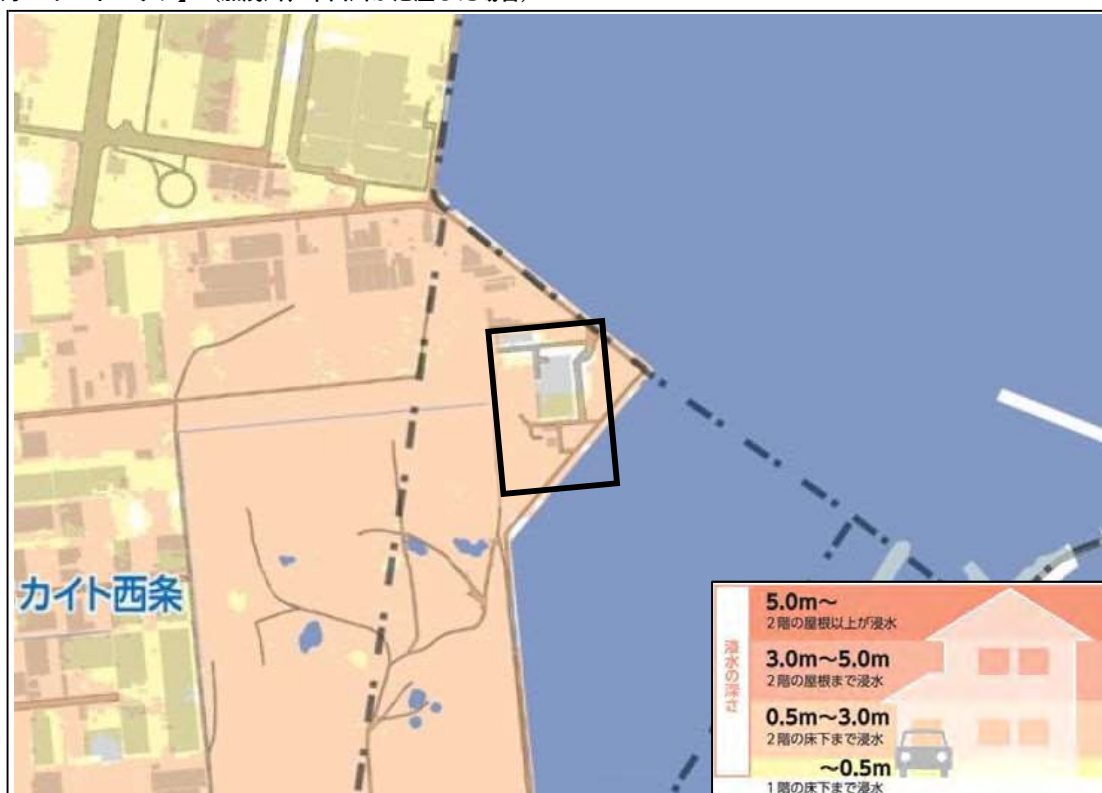 カイト西条
浸水の深さ
5.0m～
2階の屋根以上が浸水
3.0m～5.0m
2階の屋根まで浸水
0.5m～3.0m
2階の床下まで浸水
～0.5m
1階の床下まで浸水